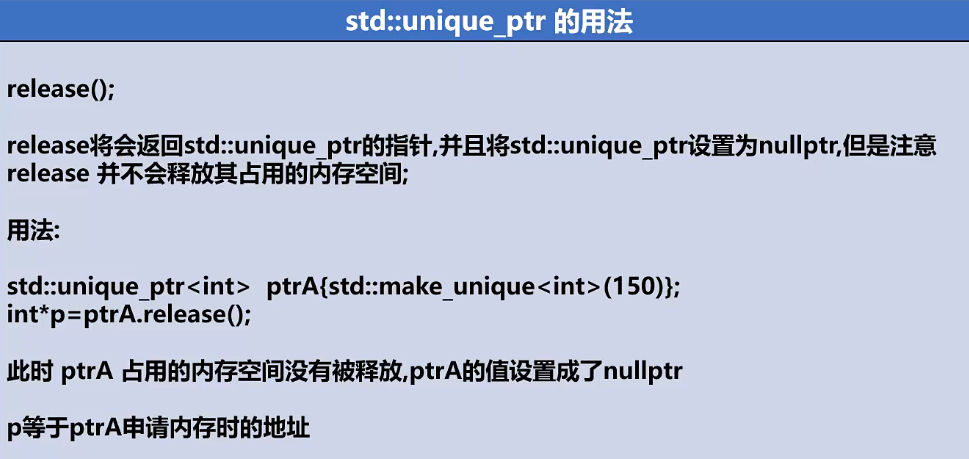 std::unique_ptr 的用法
release();
release将会返回std::unique_ptr的指针,并且将std::unique_ptr设置为nullptr,但是注意
release 并不会释放其占用的内存空间;
用法:
std::unique_ptr<int>  ptrA{std::make_unique<int>(150)};
int*p=ptrA.release();
此时 ptrA 占用的内存空间没有被释放,ptrA的值设置成了nullptr
p等于ptrA申请内存时的地址